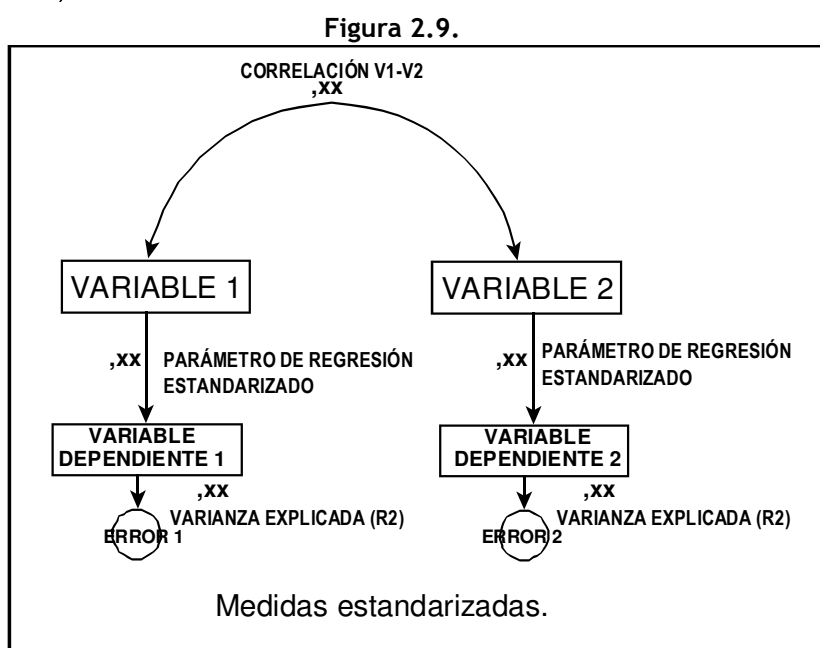 Figura 2.9.
CORRELACIÓN V1-V2
,xx
VARIABLE 1
VARIABLE 2
,xx
PARÁMETRO DE REGRESIÓN
ESTANDARIZADO
,xx
PARÁMETRO DE REGRESIÓN
ESTANDARIZADO
VARIABLE
DEPENDIENTE 1
VARIABLE
DEPENDIENTE 2
,xx
VARIANZA EXPLICADA (R2)
,xx
VARIANZA EXPLICADA (R2)
ERROR 1
ERROR 2
Medidas estandarizadas.